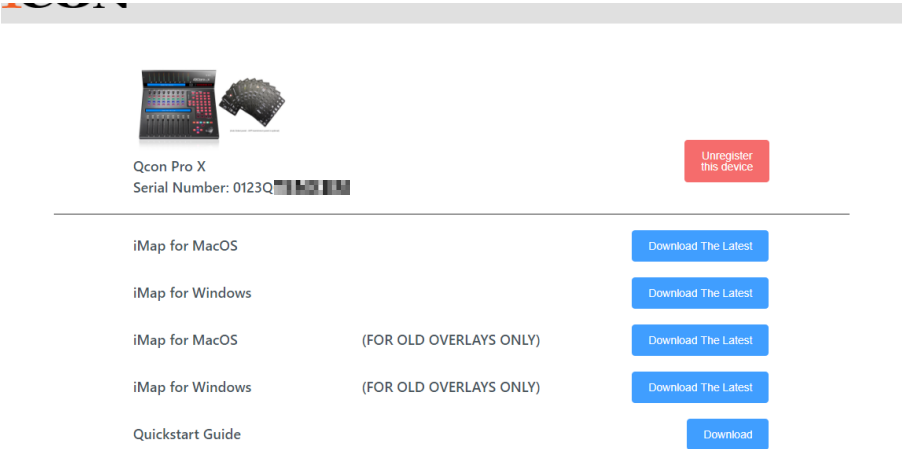 iCON
Qcon Pro X
Serial Number: 0123Q
Unregister
this device
iMap for MacOS
Download The Latest
iMap for Windows
Download The Latest
iMap for MacOS (FOR OLD OVERLAYS ONLY)
Download The Latest
iMap for Windows (FOR OLD OVERLAYS ONLY)
Download The Latest
Quickstart Guide
Download